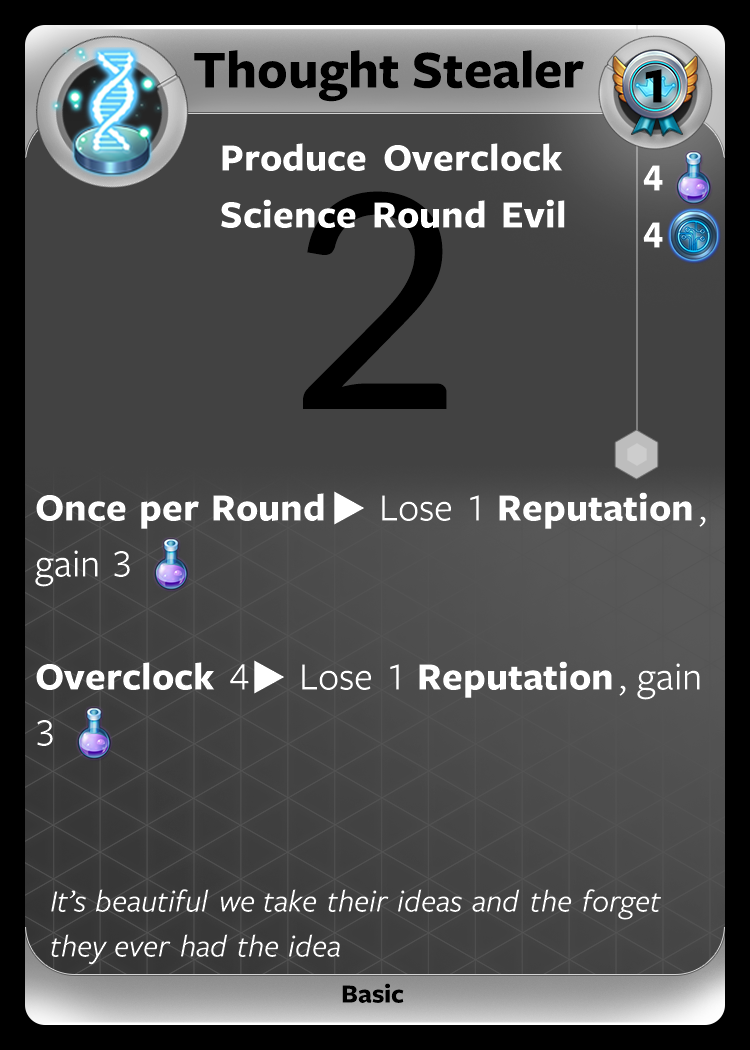 Thought Stealer
1
Produce Overclock
4
Science Round Evil
4
2
Once per Round▶ Lose 1 Reputation,
gain 3
Overclock 4▶ Lose 1 Reputation, gain
3
It's beautiful we take their ideas and the forget
they ever had the idea
Basic